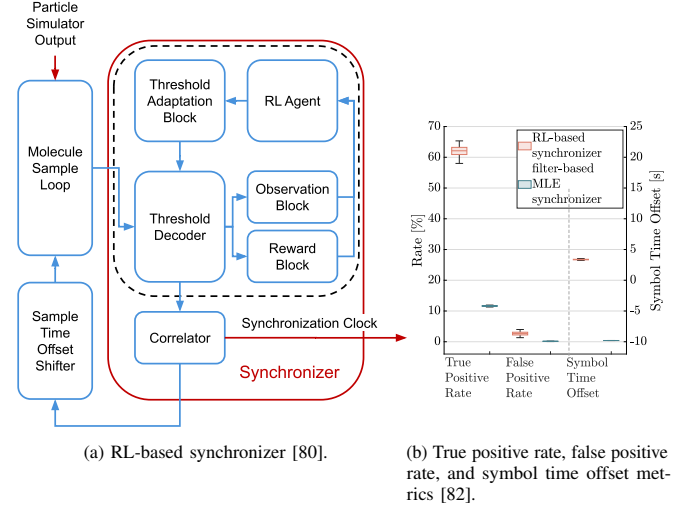 Particle
Simulator
Output
Molecule
Sample
Loop
Sample
Time
Offset
Shifter
Threshold
Adaptation
Block
RL Agent
Threshold
Decoder
Observation
Block
Reward
Block
Correlator
Synchronization Clock
Synchronizer
(a) RL-based synchronizer [80].
Rate [%]
70
60
50
40
30
20
10
0
RL-based
synchronizer
filter-based
MLE
synchronizer
25
20
15
10
5
0
-5
-10
Symbol Time Offset [s]
True
Positive
Rate
False
Positive
Rate
Symbol
Time
Offset
(b) True positive rate, false positive
rate, and symbol time offset met-
rics [82].